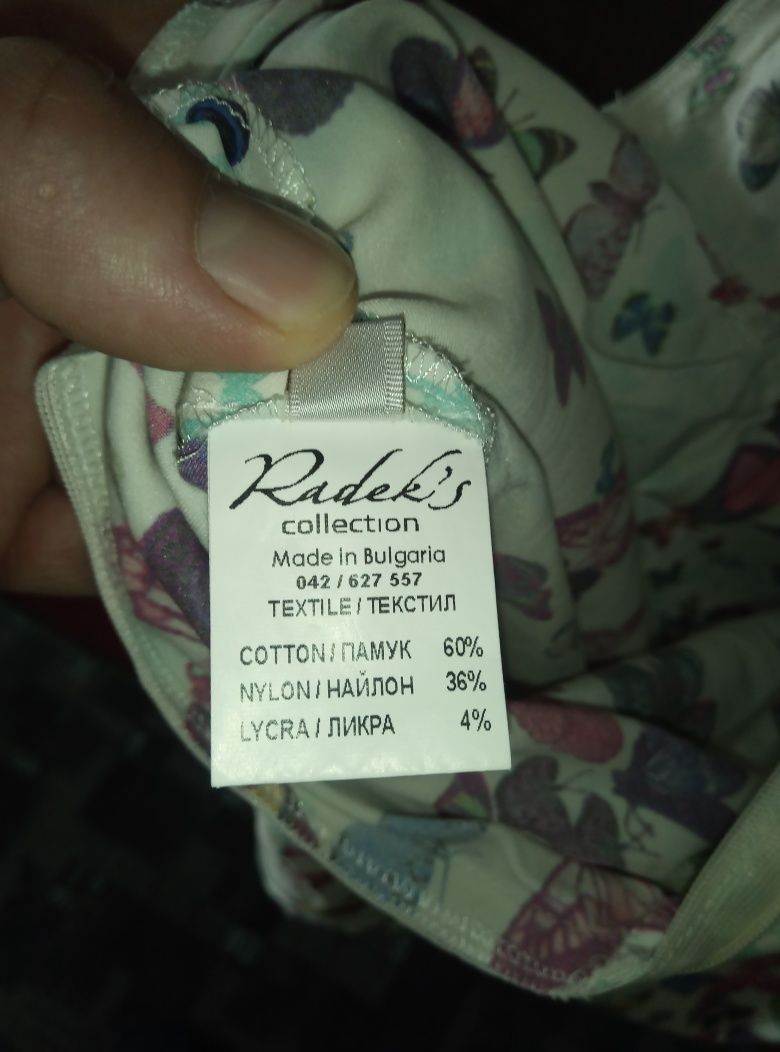 Radek's
collection
Made in Bulgaria
042 / 627 557
TEXTILE / ТЕКСТИЛ
COTTON / ПАМУК 60%
NYLON / НАЙЛОН 36%
LYCRA / ЛИКРА 4%